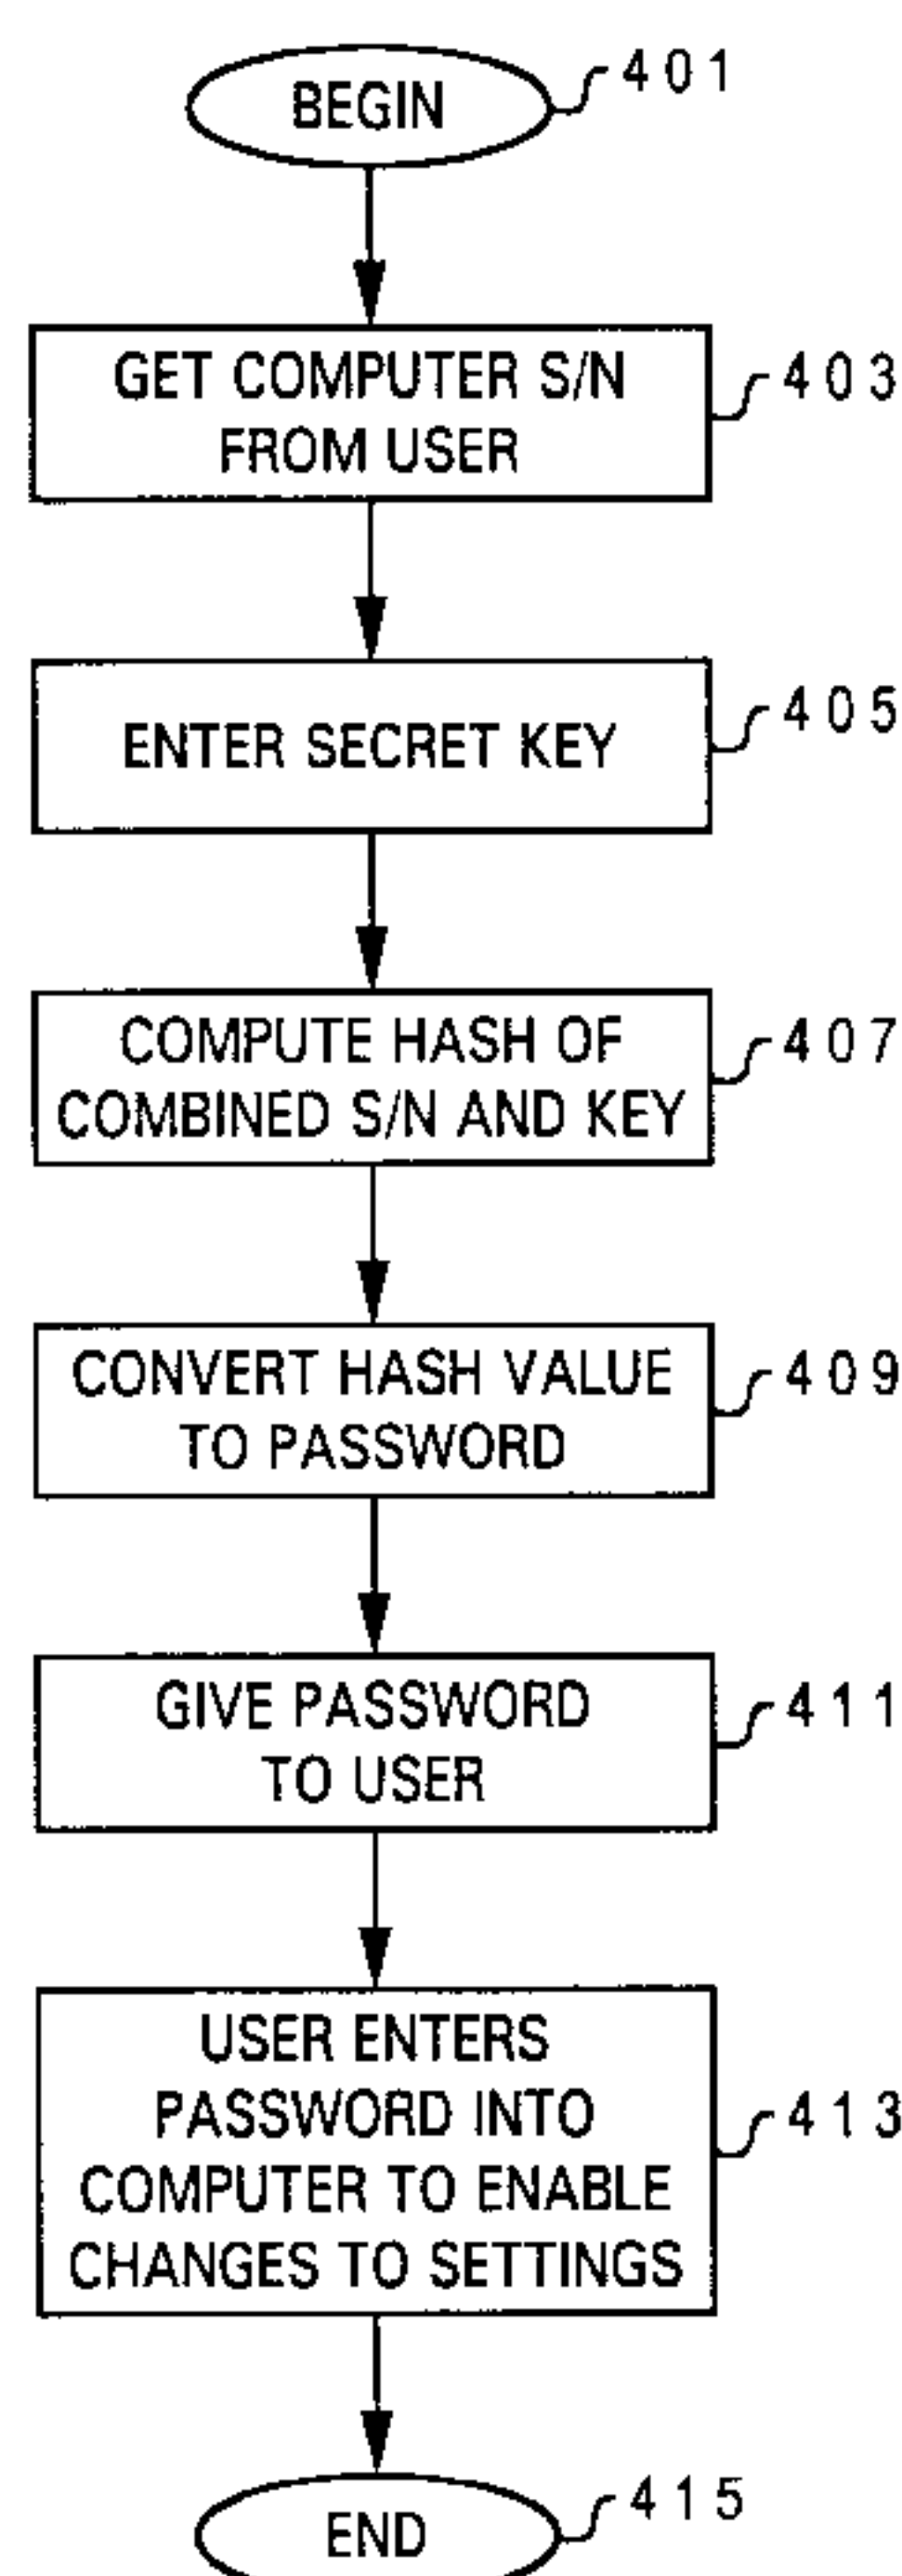 BEGIN
401
GET COMPUTER S/N
FROM USER
403
ENTER SECRET KEY
405
COMPUTE HASH OF
COMBINED S/N AND KEY
407
CONVERT HASH VALUE
TO PASSWORD
409
GIVE PASSWORD
TO USER
411
USER ENTERS
PASSWORD INTO
COMPUTER TO ENABLE
CHANGES TO SETTINGS
413
END
415